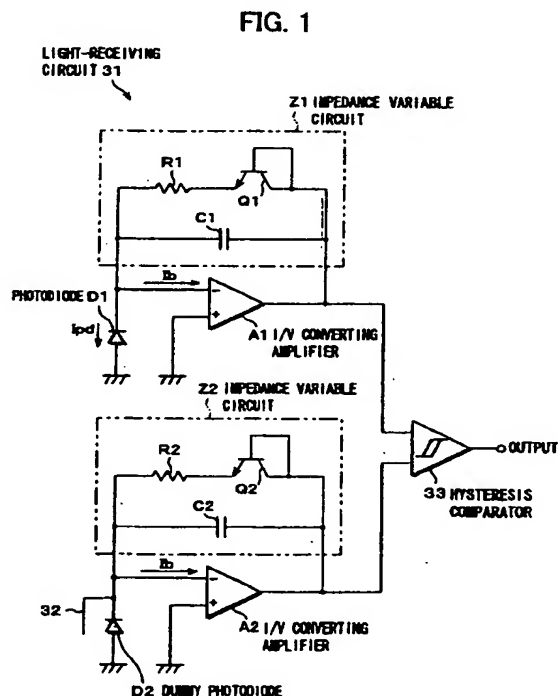 FIG. 1
LIGHT-RECEIVING
CIRCUIT 31
Z1 IMPEDANCE VARIABLE
CIRCUIT
R1
Q1
C1
Ib
PHOTODIODE D1
Ipd
-
+
A1 I/V CONVERTING
AMPLIFIER
Z2 IMPEDANCE VARIABLE
CIRCUIT
R2
Q2
C2
OUTPUT
33 HYSTERESIS
COMPARATOR
Ib
32
-
+
A2 I/V CONVERTING
AMPLIFIER
D2 DUMMY PHOTODIODE